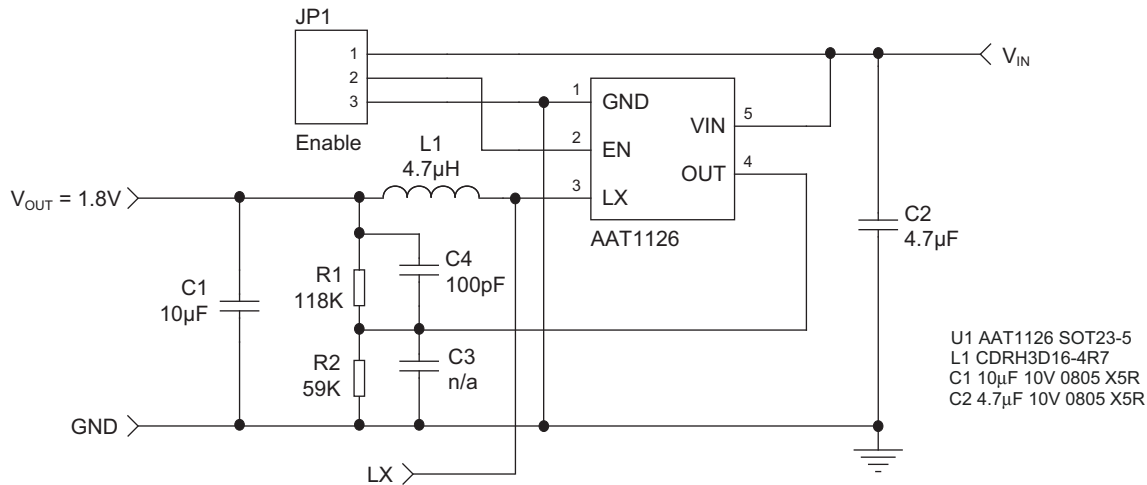 JP1
1
2
3
Enable
V_IN
1
GND
VIN
5
2
EN
OUT
4
3
LX
AAT1126
L1
4.7µH
V_OUT = 1.8V
C2
4.7µF
C4
100pF
R1
118K
C1
10µF
C3
n/a
R2
59K
U1 AAT1126 SOT23-5
L1 CDRH3D16-4R7
C1 10µF 10V 0805 X5R
C2 4.7µF 10V 0805 X5R
GND
LX